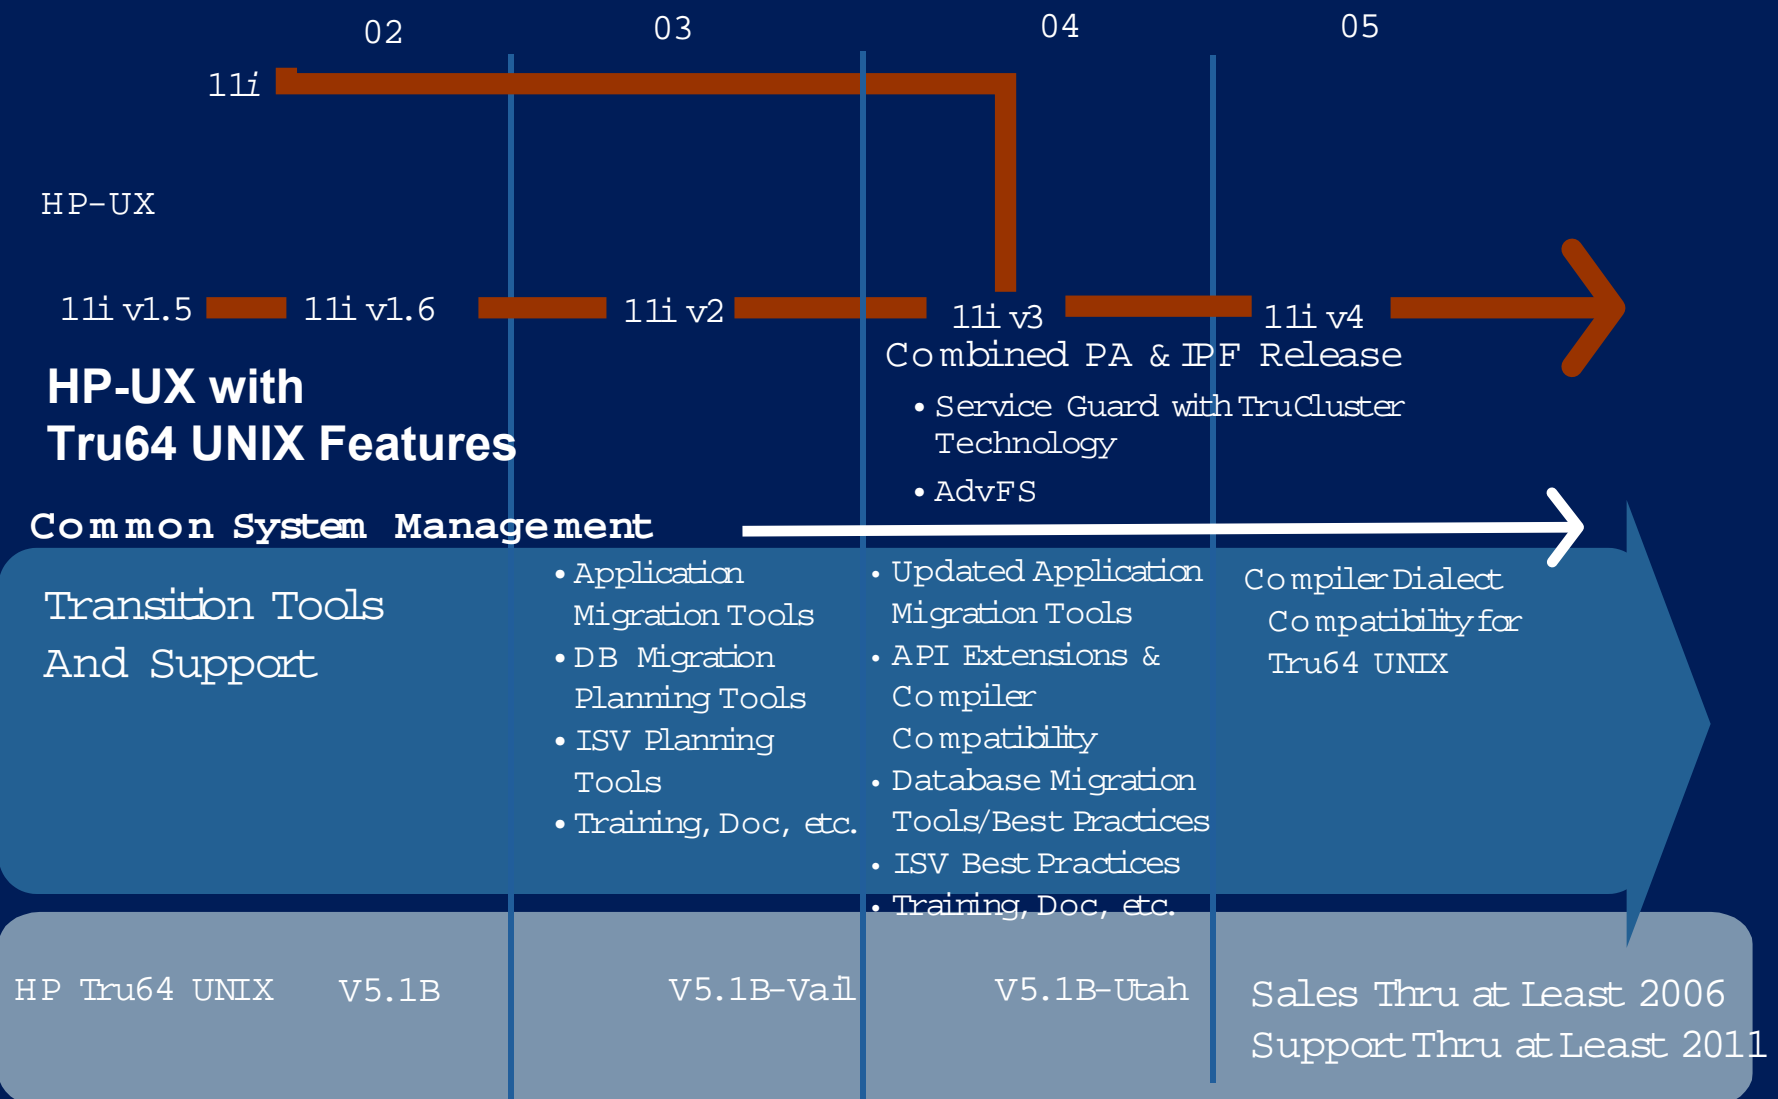 02
03
04
05
11i
HP-UX
11i v1.5
11i v1.6
11i v2
11i v3
11i v4
Combined PA & IPF Release
• Service Guard with TruCluster
Technology
• AdvFS
HP-UX with
Tru64 UNIX Features
Common System Management
Transition Tools
And Support
• Application
Migration Tools
• DB Migration
Planning Tools
• ISV Planning
Tools
• Training, Doc, etc.
• Updated Application
Migration Tools
• API Extensions &
Compiler
Compatibility
• Database Migration
Tools/Best Practices
• ISV Best Practices
• Training, Doc, etc.
Compiler Dialect
Compatibility for
Tru64 UNIX
HP Tru64 UNIX
V5.1B
V5.1B-Vail
V5.1B-Utah
Sales Thru at Least 2006
Support Thru at Least 2011